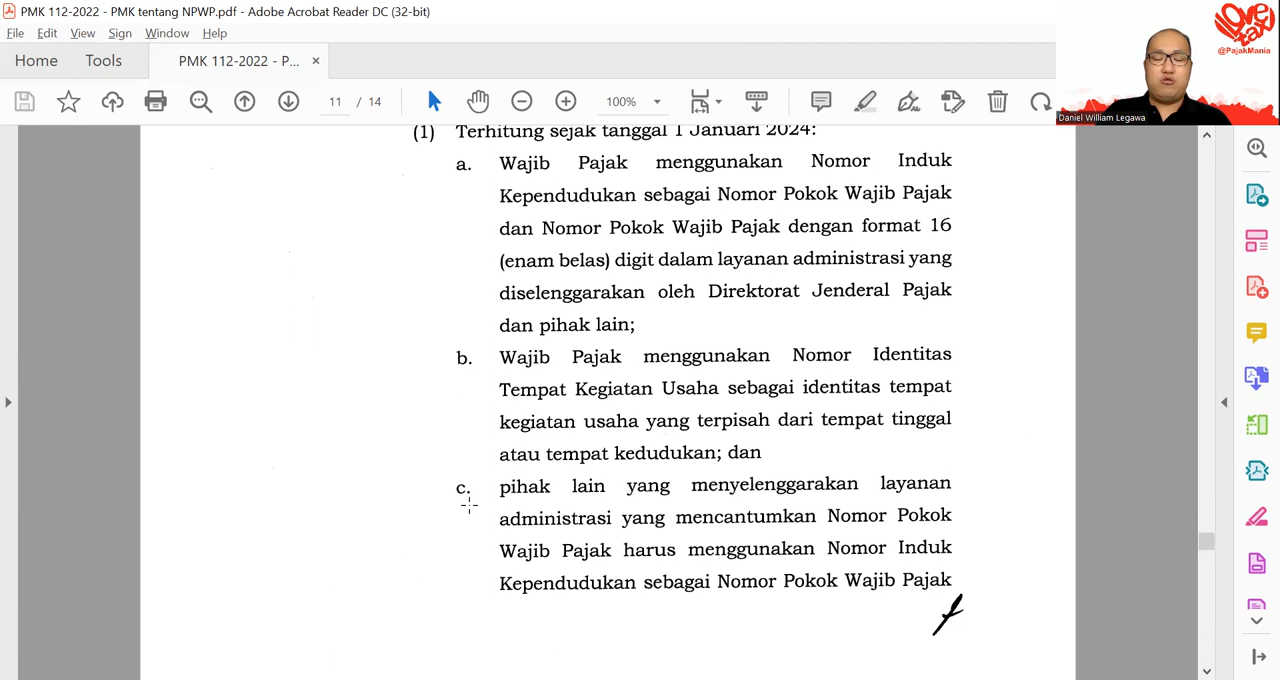 PMK 112-2022 - PMK tentang NPWP.pdf - Adobe Acrobat Reader DC (32-bit)
File Edit View Sign Window Help
Home Tools PMK 112-2022 - P... ×
11 / 14 100%
I love tax
@PajakMania
Daniel William Legawa
(1) Terhitung sejak tanggal 1 Januari 2024:
a. Wajib Pajak menggunakan Nomor Induk
Kependudukan sebagai Nomor Pokok Wajib Pajak
dan Nomor Pokok Wajib Pajak dengan format 16
(enam belas) digit dalam layanan administrasi yang
diselenggarakan oleh Direktorat Jenderal Pajak
dan pihak lain;
b. Wajib Pajak menggunakan Nomor Identitas
Tempat Kegiatan Usaha sebagai identitas tempat
kegiatan usaha yang terpisah dari tempat tinggal
atau tempat kedudukan; dan
c. pihak lain yang menyelenggarakan layanan
administrasi yang mencantumkan Nomor Pokok
Wajib Pajak harus menggunakan Nomor Induk
Kependudukan sebagai Nomor Pokok Wajib Pajak